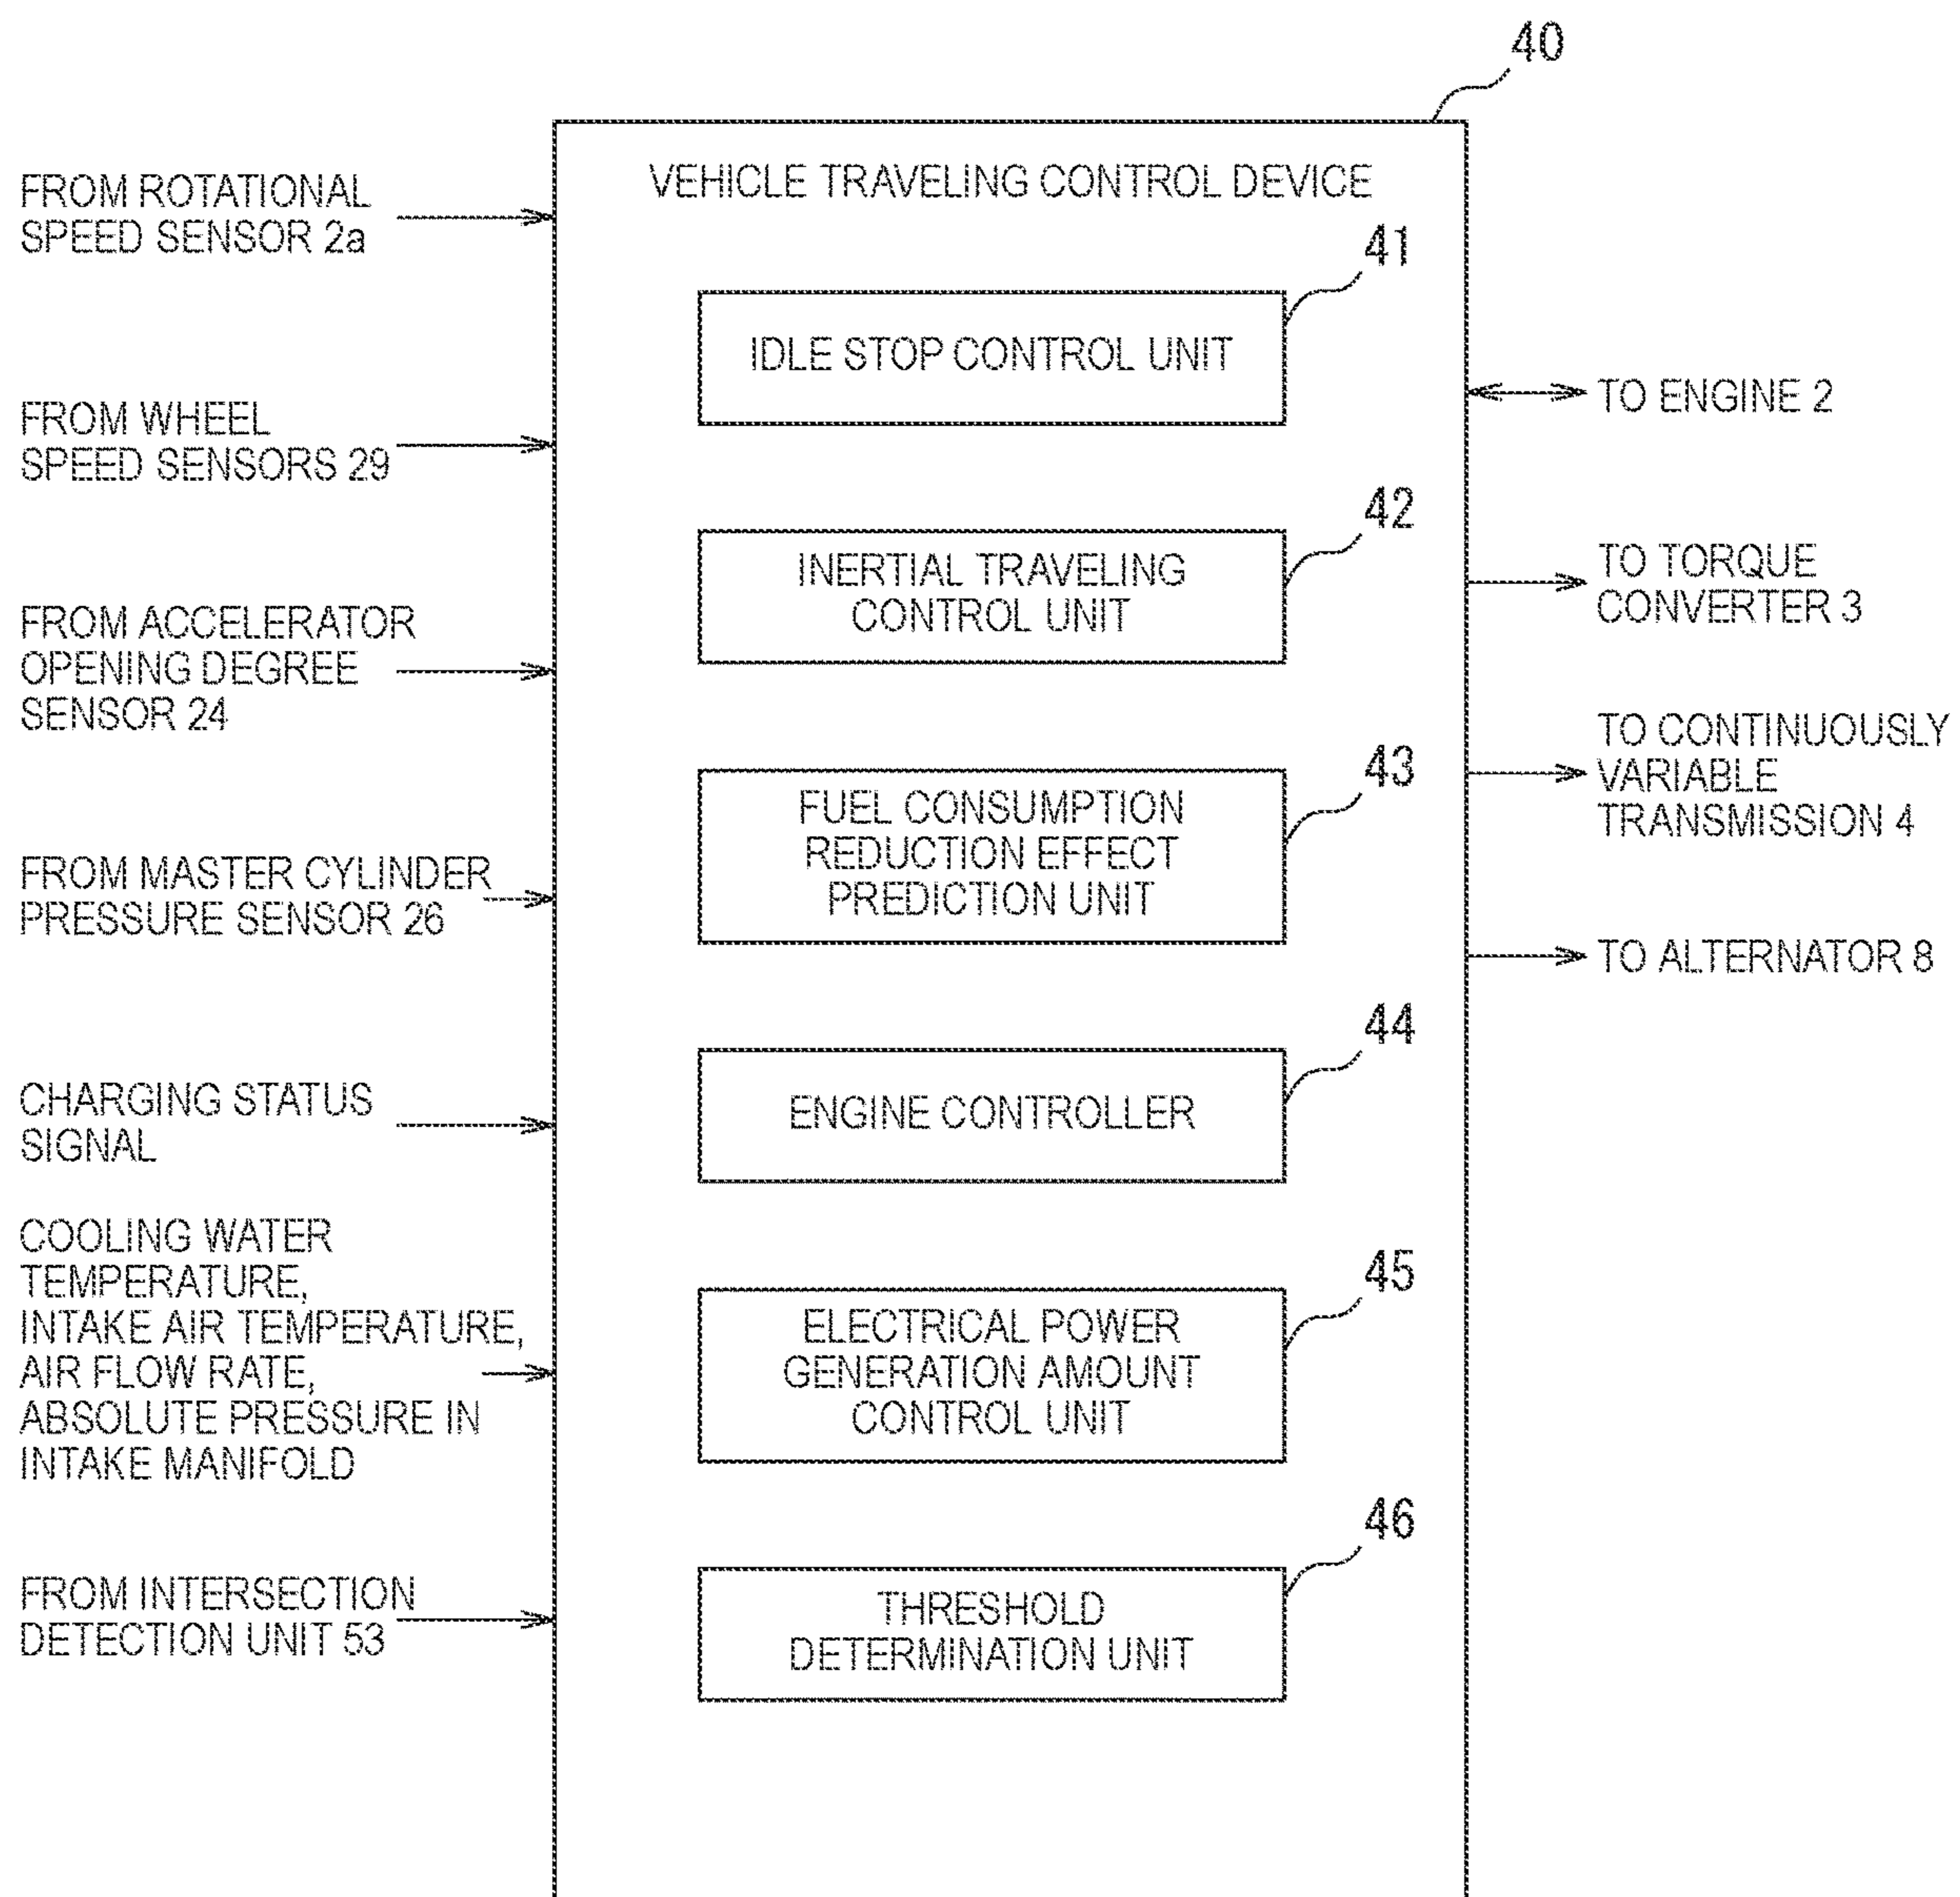 40
VEHICLE TRAVELING CONTROL DEVICE
FROM ROTATIONAL
SPEED SENSOR 2a
FROM WHEEL
SPEED SENSORS 29
FROM ACCELERATOR
OPENING DEGREE
SENSOR 24
FROM MASTER CYLINDER
PRESSURE SENSOR 26
CHARGING STATUS
SIGNAL
COOLING WATER
TEMPERATURE,
INTAKE AIR TEMPERATURE,
AIR FLOW RATE,
ABSOLUTE PRESSURE IN
INTAKE MANIFOLD
FROM INTERSECTION
DETECTION UNIT 53
41
IDLE STOP CONTROL UNIT
42
INERTIAL TRAVELING
CONTROL UNIT
43
FUEL CONSUMPTION
REDUCTION EFFECT
PREDICTION UNIT
44
ENGINE CONTROLLER
45
ELECTRICAL POWER
GENERATION AMOUNT
CONTROL UNIT
46
THRESHOLD
DETERMINATION UNIT
TO ENGINE 2
TO TORQUE
CONVERTER 3
TO CONTINUOUSLY
VARIABLE
TRANSMISSION 4
TO ALTERNATOR 8